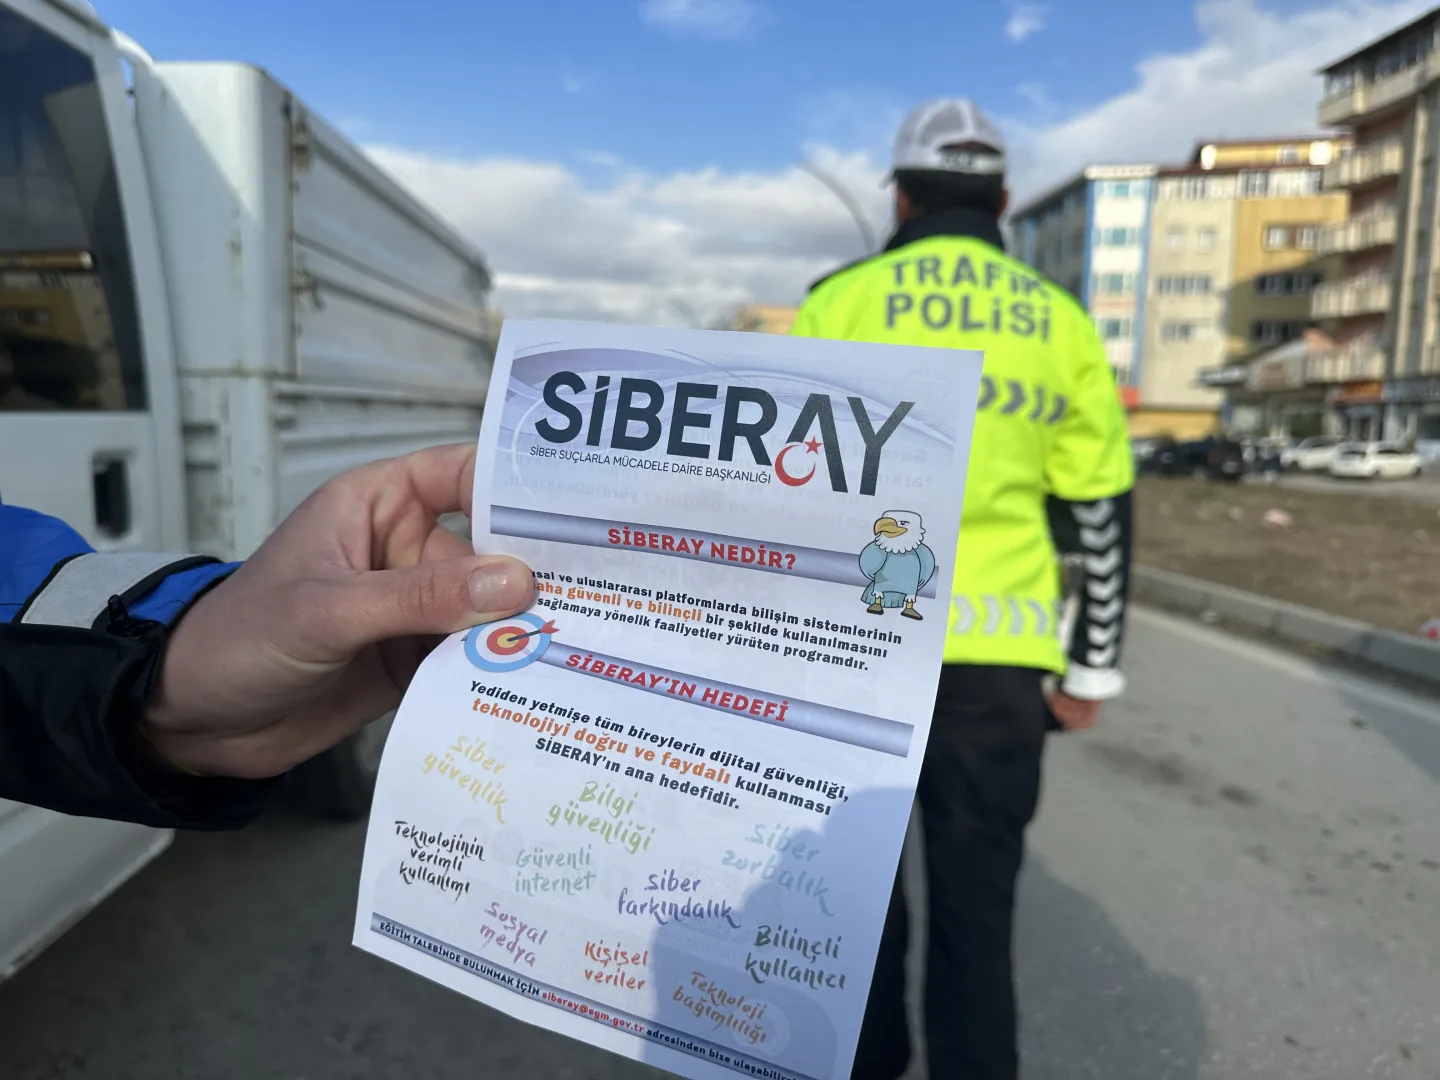 TRAFİK
POLİSİ
SİBERAY
SİBER SUÇLARLA MÜCADELE DAİRE BAŞKANLIĞI
SİBERAY NEDİR?
ve uluslararası platformlarda bilişim sistemlerinin
daha güvenli ve bilinçli bir şekilde kullanılmasını
sağlamaya yönelik faaliyetler yürüten programdır.
SİBERAY'IN HEDEFİ
Yediden yetmişe tüm bireylerin dijital güvenliği,
teknolojiyi doğru ve faydalı kullanması
SİBERAY'ın ana hedefidir.
Siber
güvenlik
Bilgi
güvenliği
Siber
zorbalık
Teknolojinin
verimli
kullanımı
Güvenli
internet
siber
farkındalık
Sosyal
medya
Kişisel
veriler
Bilinçli
kullanıcı
Teknoloji
bağımlılığı
EĞİTİM TALEBİNDE BULUNMAK İÇİN siberay@egm.gov.tr adresinden bize